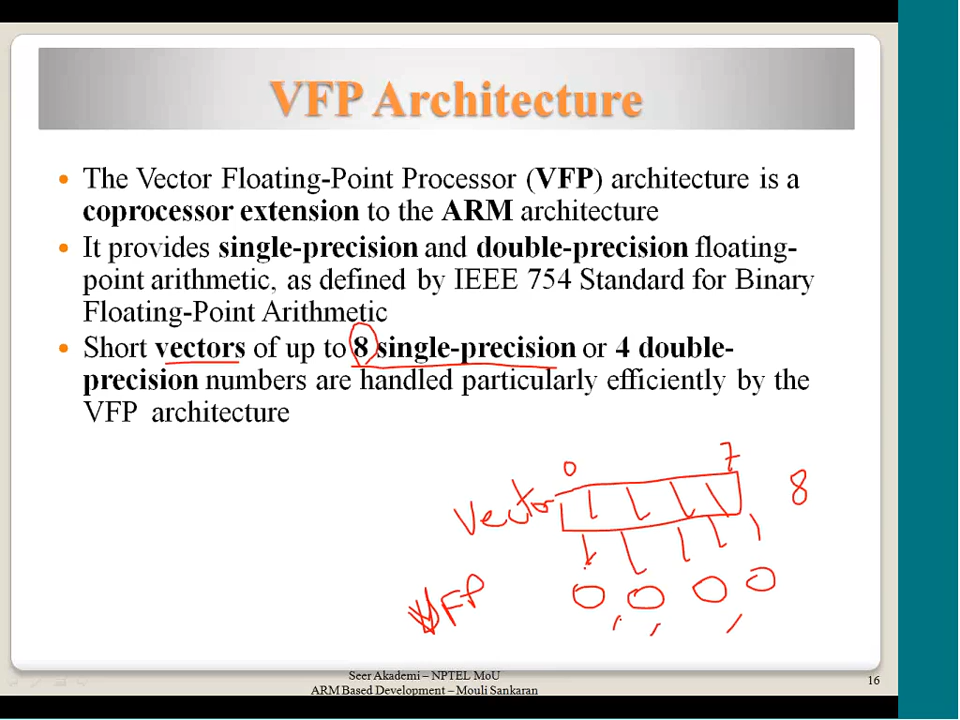 VFP Architecture
• The Vector Floating-Point Processor (VFP) architecture is a
coprocessor extension to the ARM architecture
• It provides single-precision and double-precision floating-
point arithmetic, as defined by IEEE 754 Standard for Binary
Floating-Point Arithmetic
• Short vectors of up to 8 single-precision or 4 double-
precision numbers are handled particularly efficiently by the
VFP architecture
0 7
Vector 8
VFP
Seer Akademi – NPTEL MoU
ARM Based Development – Mouli Sankaran
16